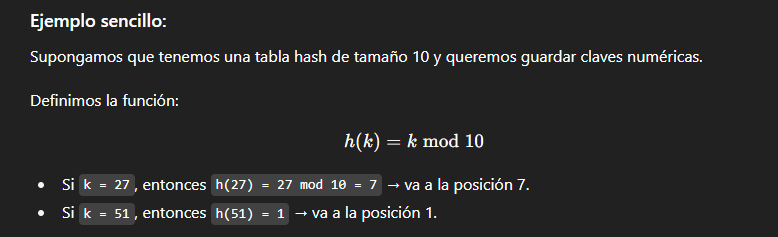 Ejemplo sencillo:
Supongamos que tenemos una tabla hash de tamaño 10 y queremos guardar claves numéricas.
Definimos la función:
h(k) = k mod 10
• Si k = 27, entonces h(27) = 27 mod 10 = 7 → va a la posición 7.
• Si k = 51, entonces h(51) = 1 → va a la posición 1.